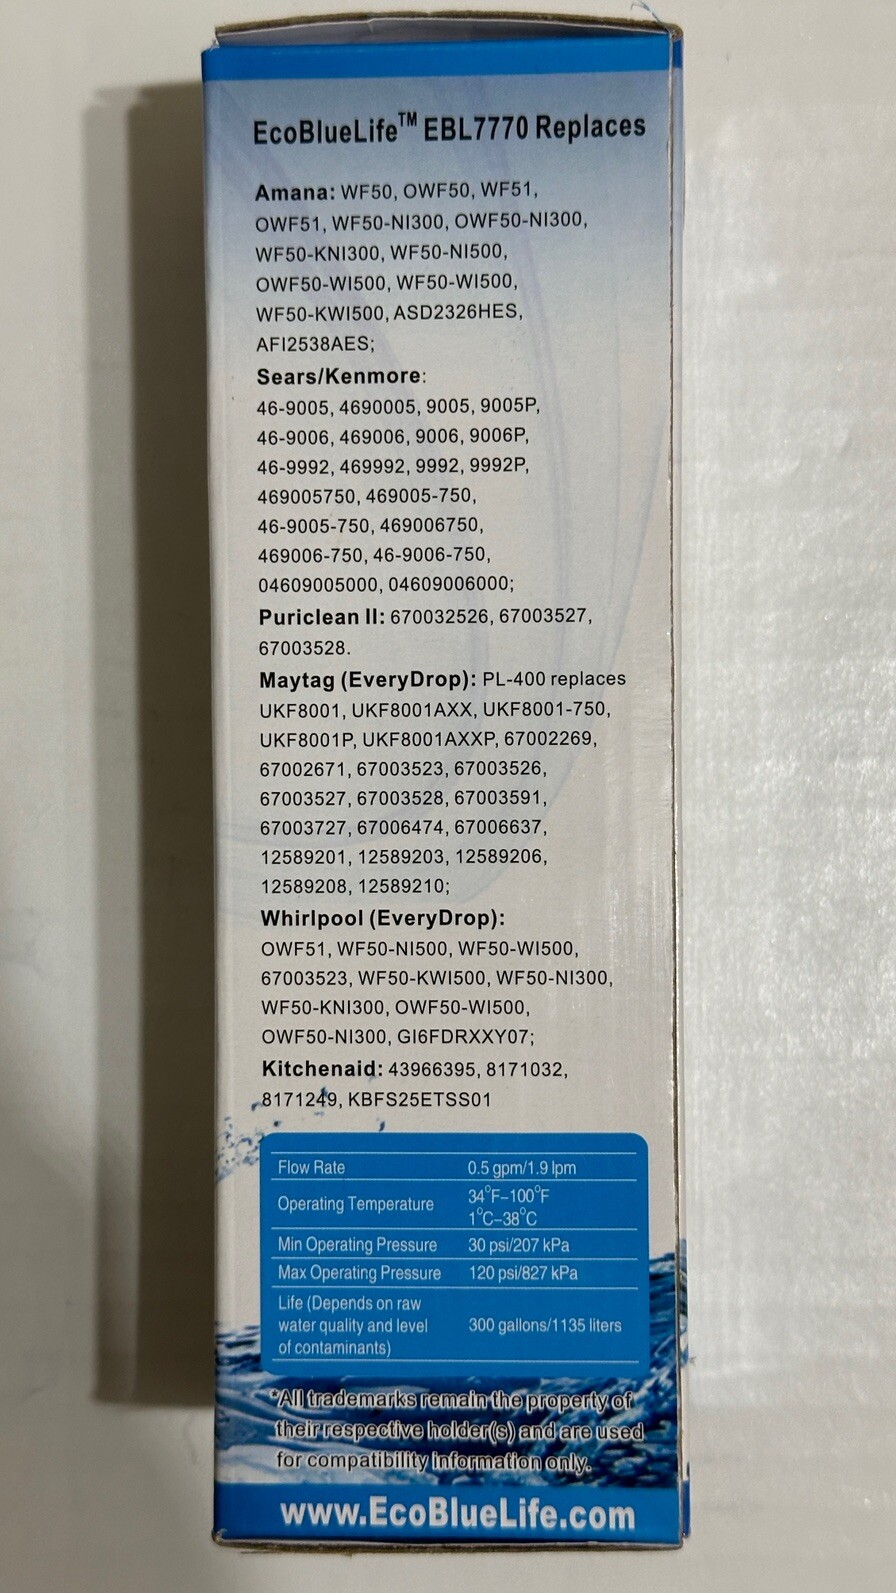 EcoBlueLife™ EBL7770 Replaces
Amana: WF50, OWF50, WF51,
OWF51, WF50-NI300, OWF50-NI300,
WF50-KNI300, WF50-NI500,
OWF50-WI500, WF50-WI500,
WF50-KWI500, ASD2326HES,
AFI2538AES;
Sears/Kenmore:
46-9005, 4690005, 9005, 9005P,
46-9006, 469006, 9006, 9006P,
46-9992, 469992, 9992, 9992P,
469005750, 469005-750,
46-9005-750, 469006750,
469006-750, 46-9006-750,
04609005000, 04609006000;
Puriclean II: 670032526, 67003527,
67003528.
Maytag (EveryDrop): PL-400 replaces
UKF8001, UKF8001AXX, UKF8001-750,
UKF8001P, UKF8001AXXP, 67002269,
67002671, 67003523, 67003526,
67003527, 67003528, 67003591,
67003727, 67006474, 67006637,
12589201, 12589203, 12589206,
12589208, 12589210;
Whirlpool (EveryDrop):
OWF51, WF50-NI500, WF50-WI500,
67003523, WF50-KWI500, WF50-NI300,
WF50-KNI300, OWF50-WI500,
OWF50-NI300, GI6FDRXXY07;
Kitchenaid: 43966395, 8171032,
8171249, KBFS25ETSS01
Flow Rate 0.5 gpm/1.9 lpm
Operating Temperature 34°F–100°F
1°C–38°C
Min Operating Pressure 30 psi/207 kPa
Max Operating Pressure 120 psi/827 kPa
Life (Depends on raw
water quality and level 300 gallons/1135 liters
of contaminants)
*All trademarks remain the property of
their respective holder(s) and are used
for compatibility information only.
www.EcoBlueLife.com